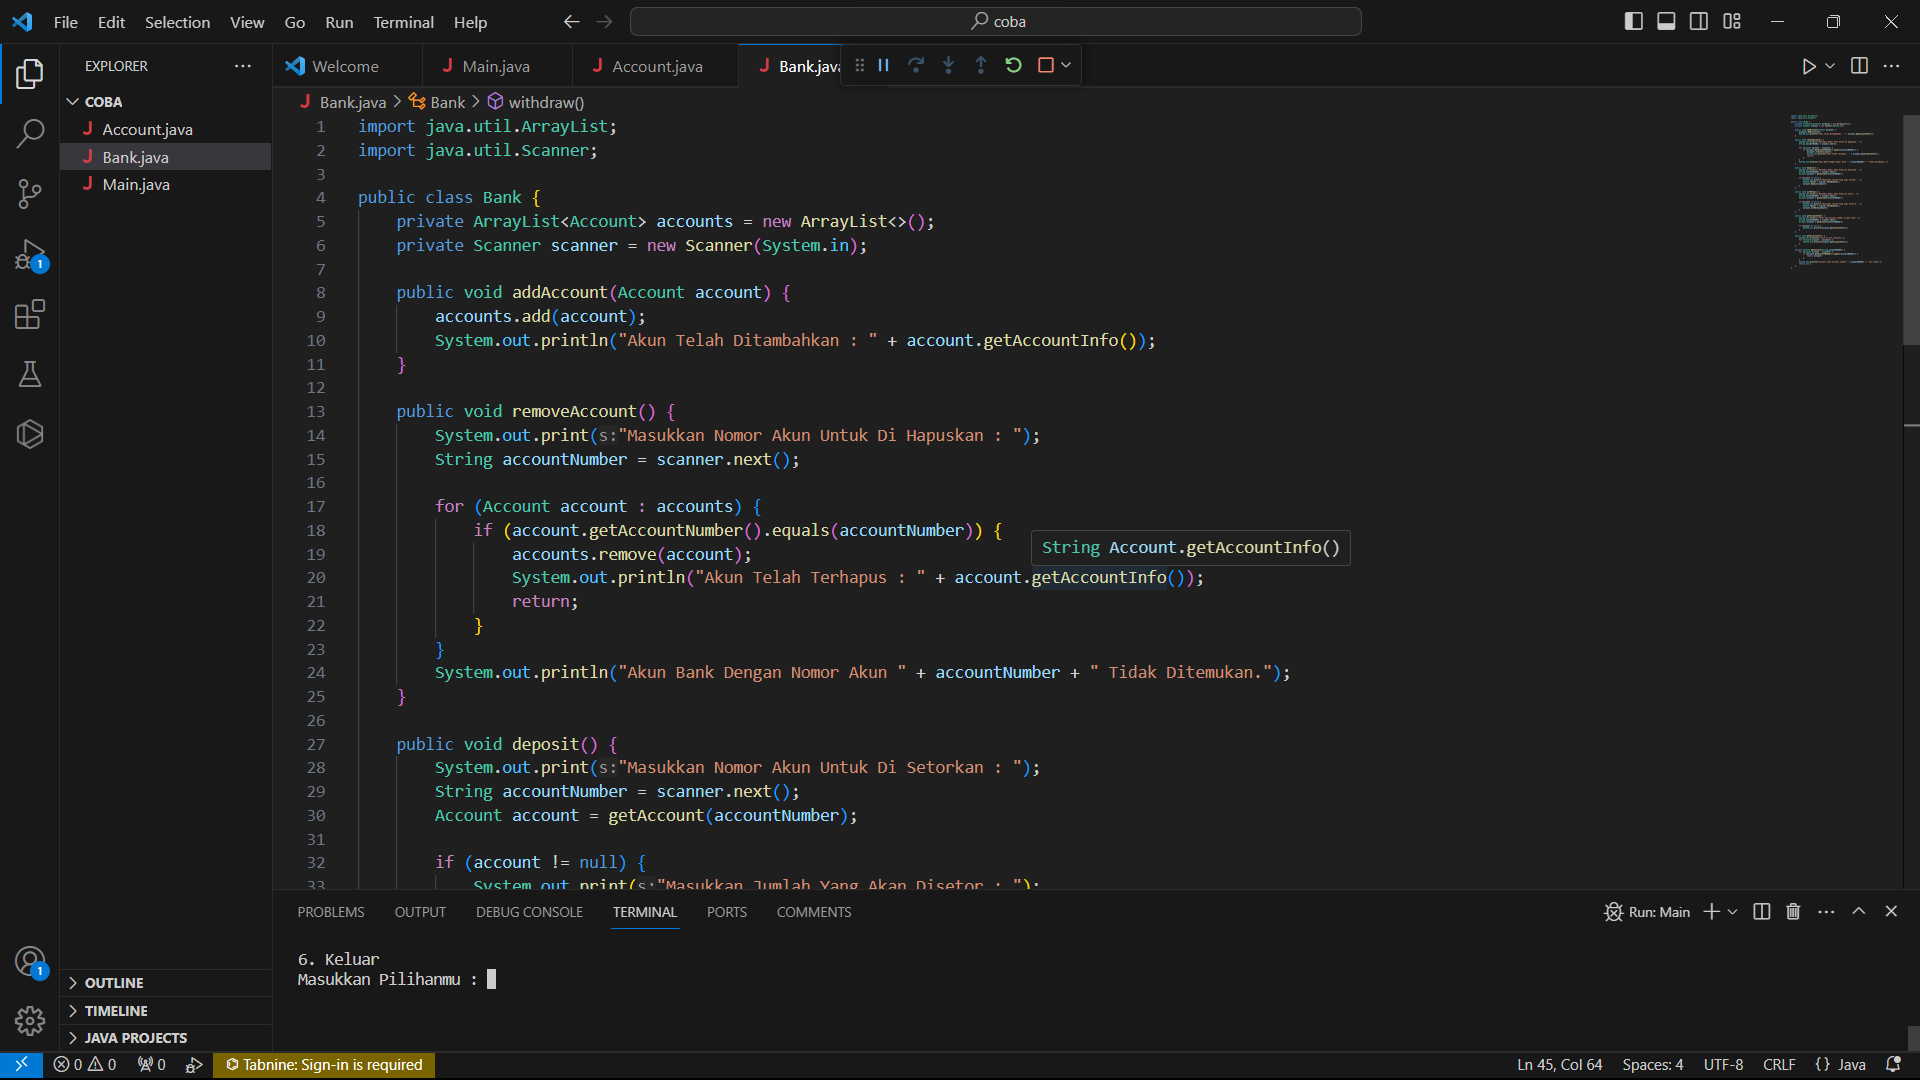 File Edit Selection View Go Run Terminal Help
coba
EXPLORER
Welcome
Main.java
Account.java
Bank.java
COBA
Account.java
Bank.java
Main.java
Bank.java > Bank > withdraw()
1 import java.util.ArrayList;
2 import java.util.Scanner;
3
4 public class Bank {
5 private ArrayList<Account> accounts = new ArrayList<>();
6 private Scanner scanner = new Scanner(System.in);
7
8 public void addAccount(Account account) {
9 accounts.add(account);
10 System.out.println("Akun Telah Ditambahkan : " + account.getAccountInfo());
11 }
12
13 public void removeAccount() {
14 System.out.print(s:"Masukkan Nomor Akun Untuk Di Hapuskan : ");
15 String accountNumber = scanner.next();
16
17 for (Account account : accounts) {
18 if (account.getAccountNumber().equals(accountNumber)) {
String Account.getAccountInfo()
19 accounts.remove(account);
20 System.out.println("Akun Telah Terhapus : " + account.getAccountInfo());
21 return;
22 }
23 }
24 System.out.println("Akun Bank Dengan Nomor Akun " + accountNumber + " Tidak Ditemukan.");
25 }
26
27 public void deposit() {
28 System.out.print(s:"Masukkan Nomor Akun Untuk Di Setorkan : ");
29 String accountNumber = scanner.next();
30 Account account = getAccount(accountNumber);
31
32 if (account != null) {
33 System.out.print(s:"Masukkan Jumlah Yang Akan Disetor : ");
PROBLEMS OUTPUT DEBUG CONSOLE TERMINAL PORTS COMMENTS
Run: Main
6. Keluar
Masukkan Pilihanmu :
OUTLINE
TIMELINE
JAVA PROJECTS
1
1
0 0 0 Tabnine: Sign-in is required
Ln 45, Col 64 Spaces: 4 UTF-8 CRLF {} Java